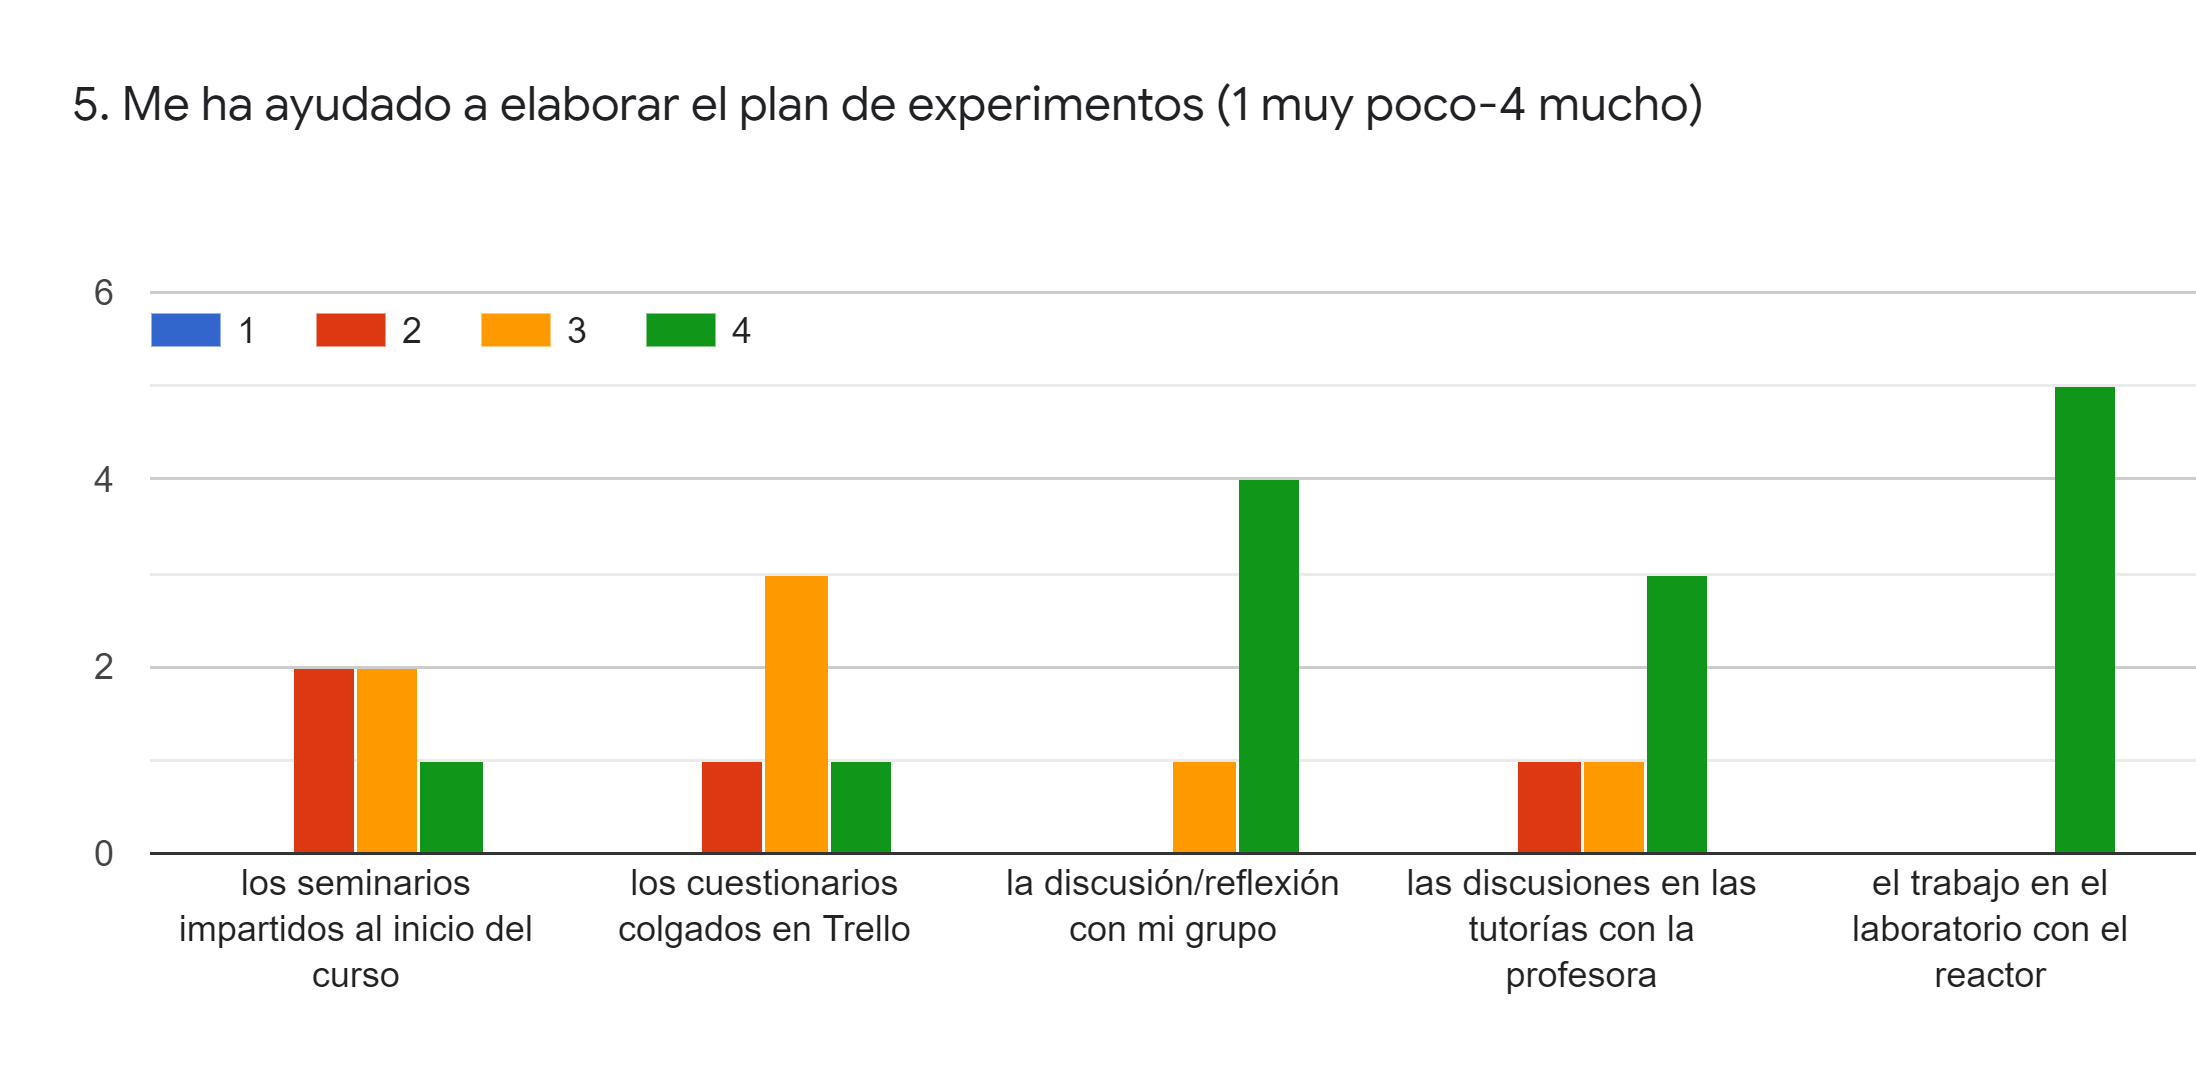 5. Me ha ayudado a elaborar el plan de experimentos (1 muy poco-4 mucho)
6
1 2 3 4
4
2
0
los seminarios
impartidos al inicio del
curso
los cuestionarios
colgados en Trello
la discusión/reflexión
con mi grupo
las discusiones en las
tutorías con la
profesora
el trabajo en el
laboratorio con el
reactor